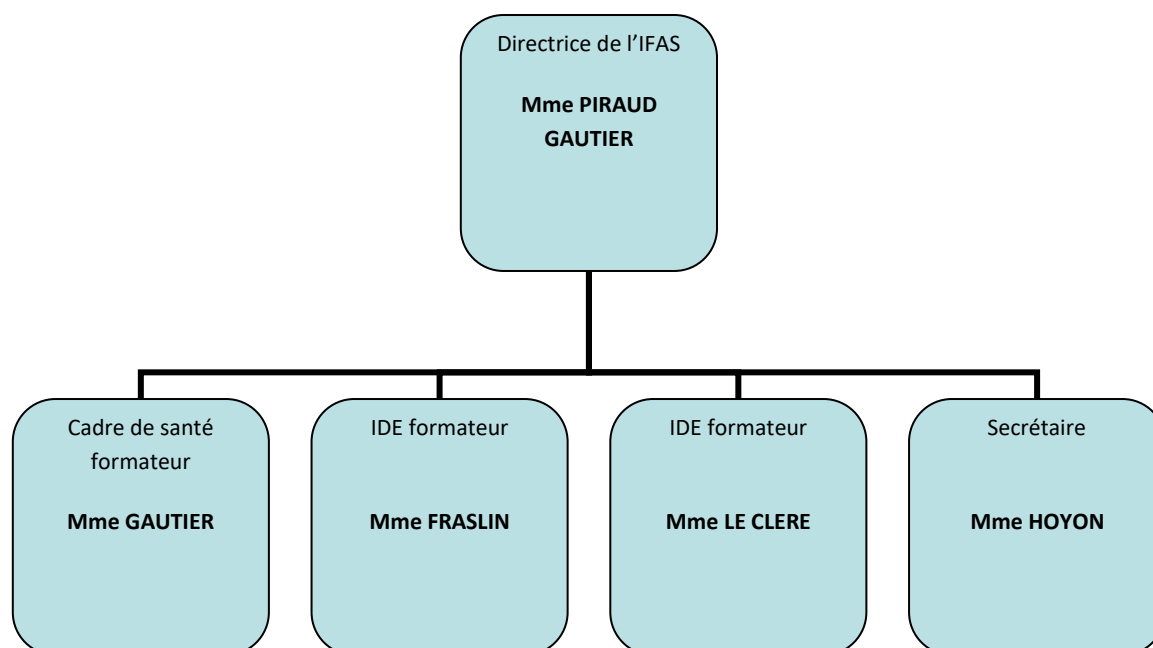 Directrice de l’IFAS
Mme PIRAUD
GAUTIER
Cadre de santé
formateur
Mme GAUTIER
IDE formateur
Mme FRASLIN
IDE formateur
Mme LE CLERE
Secrétaire
Mme HOYON